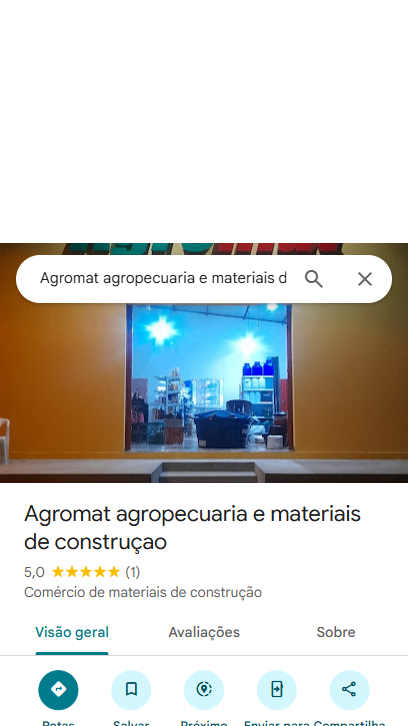 Agromat agropecuaria e materiais d
Agromat agropecuaria e materiais
de construçao
5,0 (1)
Comércio de materiais de construção
Visão geral Avaliações Sobre
Rotas Salvar Próximo Enviar para Compartilha